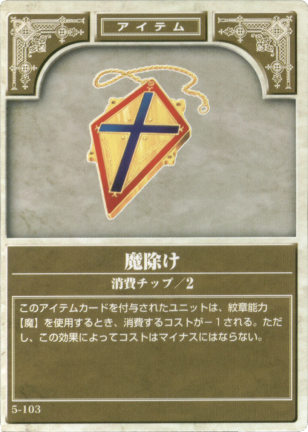 アイテム
魔除け
消費チップ/2
このアイテムカードを付与されたユニットは、紋章能力
【魔】を使用するとき、消費するコストが−1される。ただ
し、この効果によってコストはマイナスにはならない。
5-103